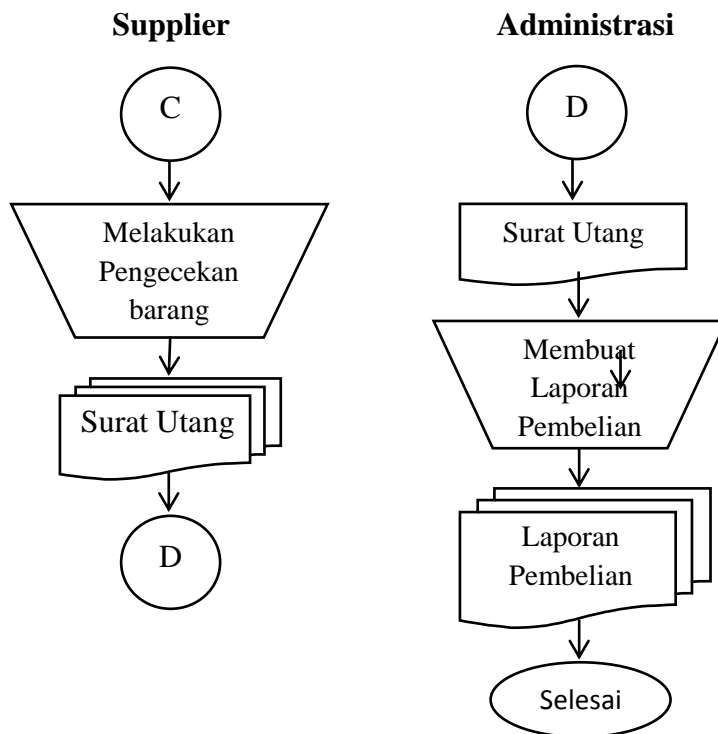 Supplier
C
Melakukan
Pengecekan
barang
Surat Utang
D
Administrasi
D
Surat Utang
Membuat
Laporan
Pembelian
Laporan
Pembelian
Selesai